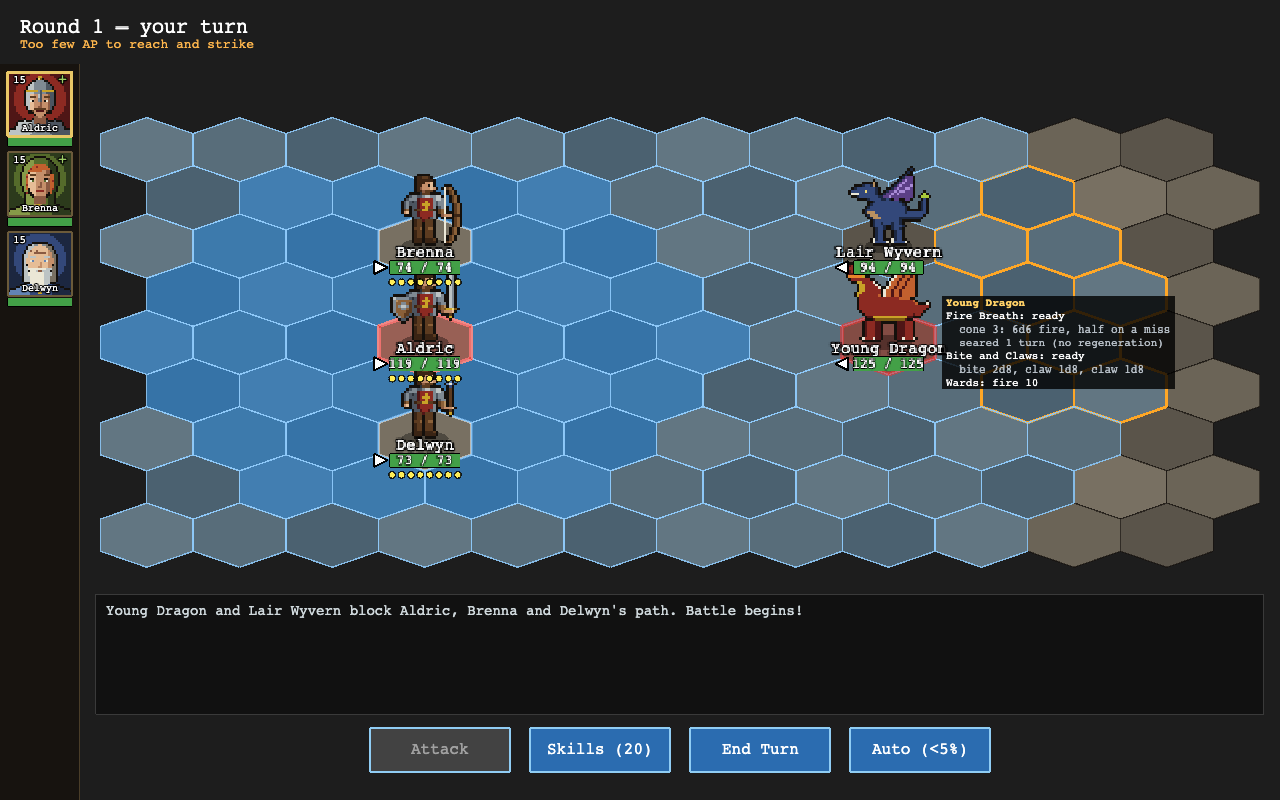 Round 1 — your turn
Too few AP to reach and strike
15 +
Aldric
15 +
Brenna
15
Delwyn
Brenna
74 / 74
Lair Wyvern
94 / 94
Aldric
119 / 119
Young Dragon
125 / 125
Delwyn
73 / 73
Young Dragon
Fire Breath: ready
cone 3: 6d6 fire, half on a miss
seared 1 turn (no regeneration)
Bite and Claws: ready
bite 2d8, claw 1d8, claw 1d8
Wards: fire 10
Young Dragon and Lair Wyvern block Aldric, Brenna and Delwyn's path. Battle begins!
Attack
Skills (20)
End Turn
Auto (<5%)